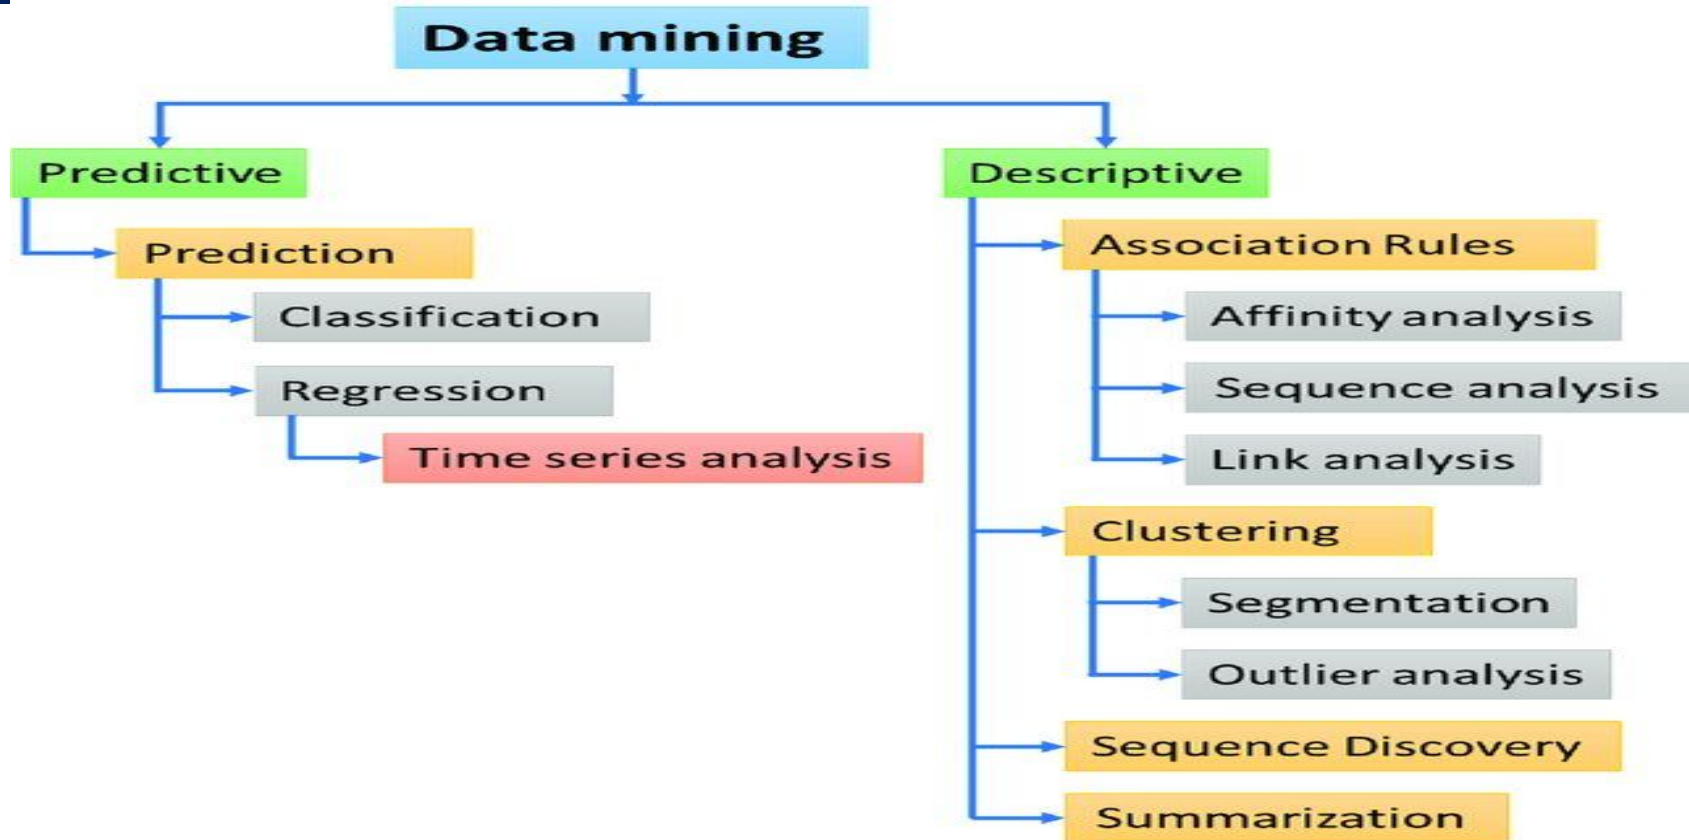 Data mining
Predictive
Prediction
Classification
Regression
Time series analysis
Descriptive
Association Rules
Affinity analysis
Sequence analysis
Link analysis
Clustering
Segmentation
Outlier analysis
Sequence Discovery
Summarization